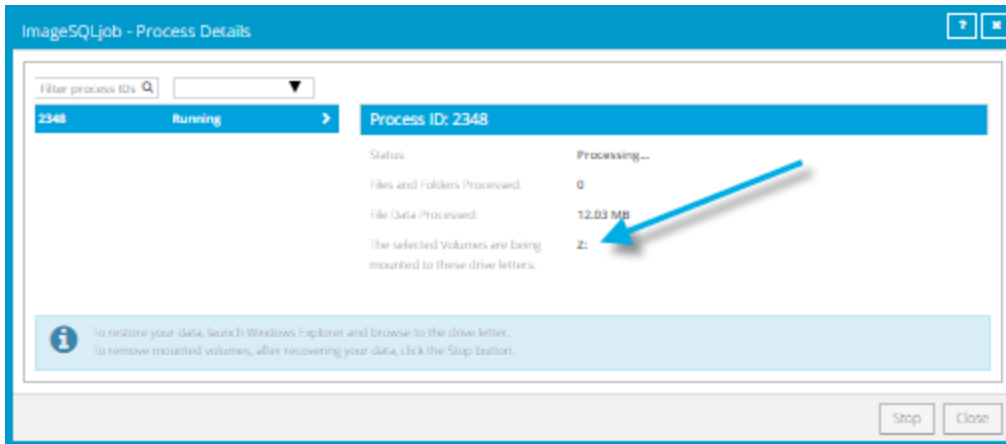 ImageSQLjob - Process Details
? ×
Filter process IDs
2348 Running
Process ID: 2348
Status: Processing...
Files and Folders Processed: 0
File Data Processed: 12.03 MB
The selected Volumes are being Z:
mounted to these drive letters:
To restore your data, launch Windows Explorer and browse to the drive letter.
To remove mounted volumes, after recovering your data, click the Stop button.
Stop Close